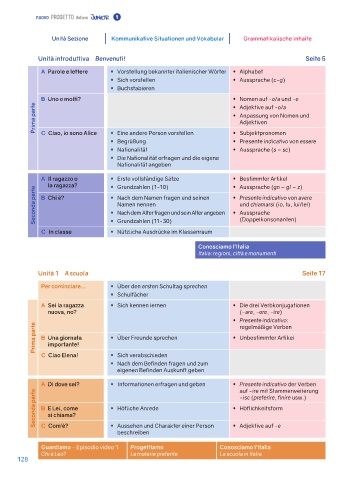 nuovo PROGETTO italiano Junior 1
Unità Sezione Kommunikative Situationen und Vokabular Grammatikalische Inhalte
Unità introduttiva Benvenuti! Seite 5
Prima parte
A Parole e lettere
• Vorstellung bekannter italienischer Wörter
• Sich vorstellen
• Buchstabieren
• Alphabet
• Aussprache (c–g)
B Uno o molti?
• Nomen auf -o/a und -e
• Adjektive auf -o/a
• Anpassung von Nomen und
Adjektiven
C Ciao, io sono Alice
• Eine andere Person vorstellen
• Begrüßung
• Nationalität
• Die Nationalität erfragen und die eigene
Nationalität angeben
• Subjektpronomen
• Presente indicativo von essere
• Aussprache (s – sc)
Seconda parte
A Il ragazzo o
la ragazza?
• Erste vollständige Sätze
• Grundzahlen (1-10)
• Bestimmter Artikel
• Aussprache (gn – gl – z)
B Chi è?
• Nach dem Namen fragen und seinen
Namen nennen
• Nach dem Alter fragen und sein Alter angeben
• Grundzahlen (11-30)
• Presente indicativo von avere
und chiamarsi (io, tu, lui/lei)
• Aussprache
(Doppelkonsonanten)
C In classe
• Nützliche Ausdrücke im Klassenraum
Conosciamo l'Italia
Italia: regioni, città e monumenti
Unità 1 A scuola Seite 17
Per cominciare...
• Über den ersten Schultag sprechen
• Schulfächer
Prima parte
A Sei la ragazza
nuova, no?
• Sich kennen lernen
• Die drei Verbkonjugationen
(-are, -ere, -ire)
• Presente indicativo:
regelmäßige Verben
B Una giornata
importante!
• Über Freunde sprechen
• Unbestimmter Artikel
C Ciao Elena!
• Sich verabschieden
• Nach dem Befinden fragen und zum
eigenen Befinden Auskunft geben
Seconda parte
A Di dove sei?
• Informationen erfragen und geben
• Presente indicativo der Verben
auf -ire mit Stammerweiterung
-isc (preferire, finire usw.)
B E Lei, come
si chiama?
• Höfliche Anrede
• Höflichkeitsform
C Com'è?
• Aussehen und Charakter einer Person
beschreiben
• Adjektive auf -e
Guardiamo - Episodio video 1
Chi è Leo?
Progettiamo
La materia preferita
Conosciamo l'Italia
La scuola in Italia
128